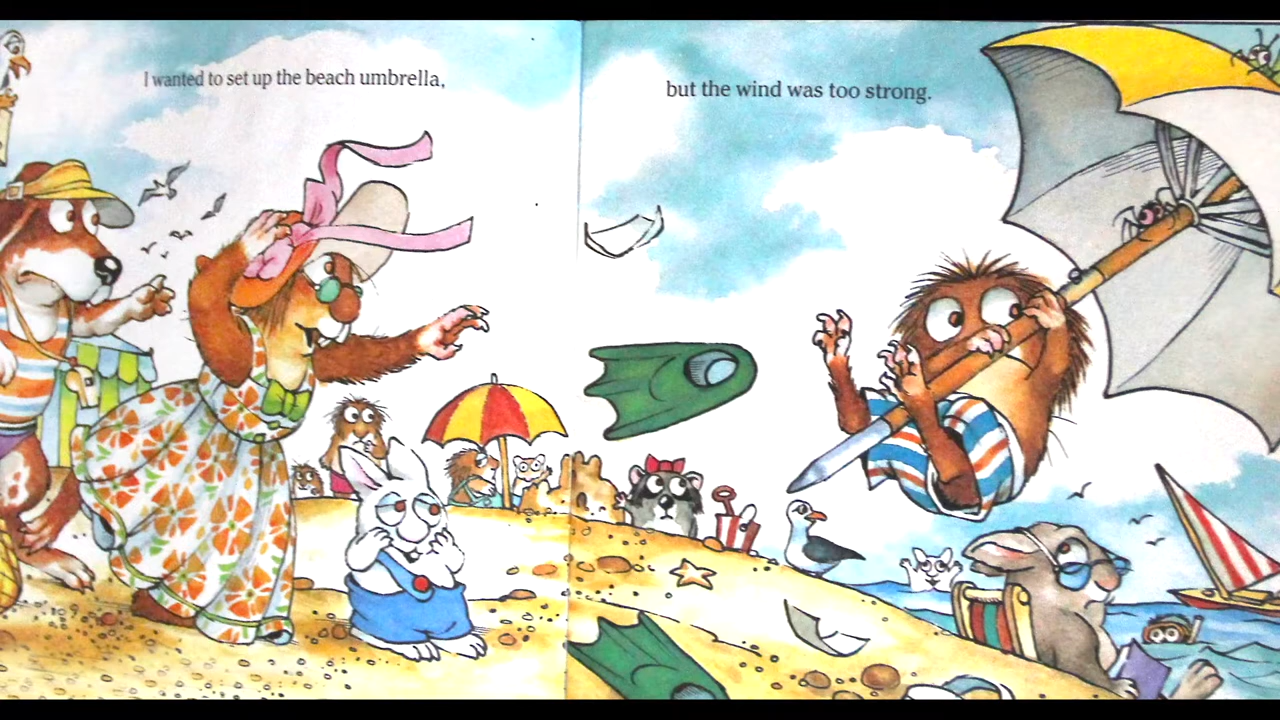 I wanted to set up the beach umbrella,
but the wind was too strong.